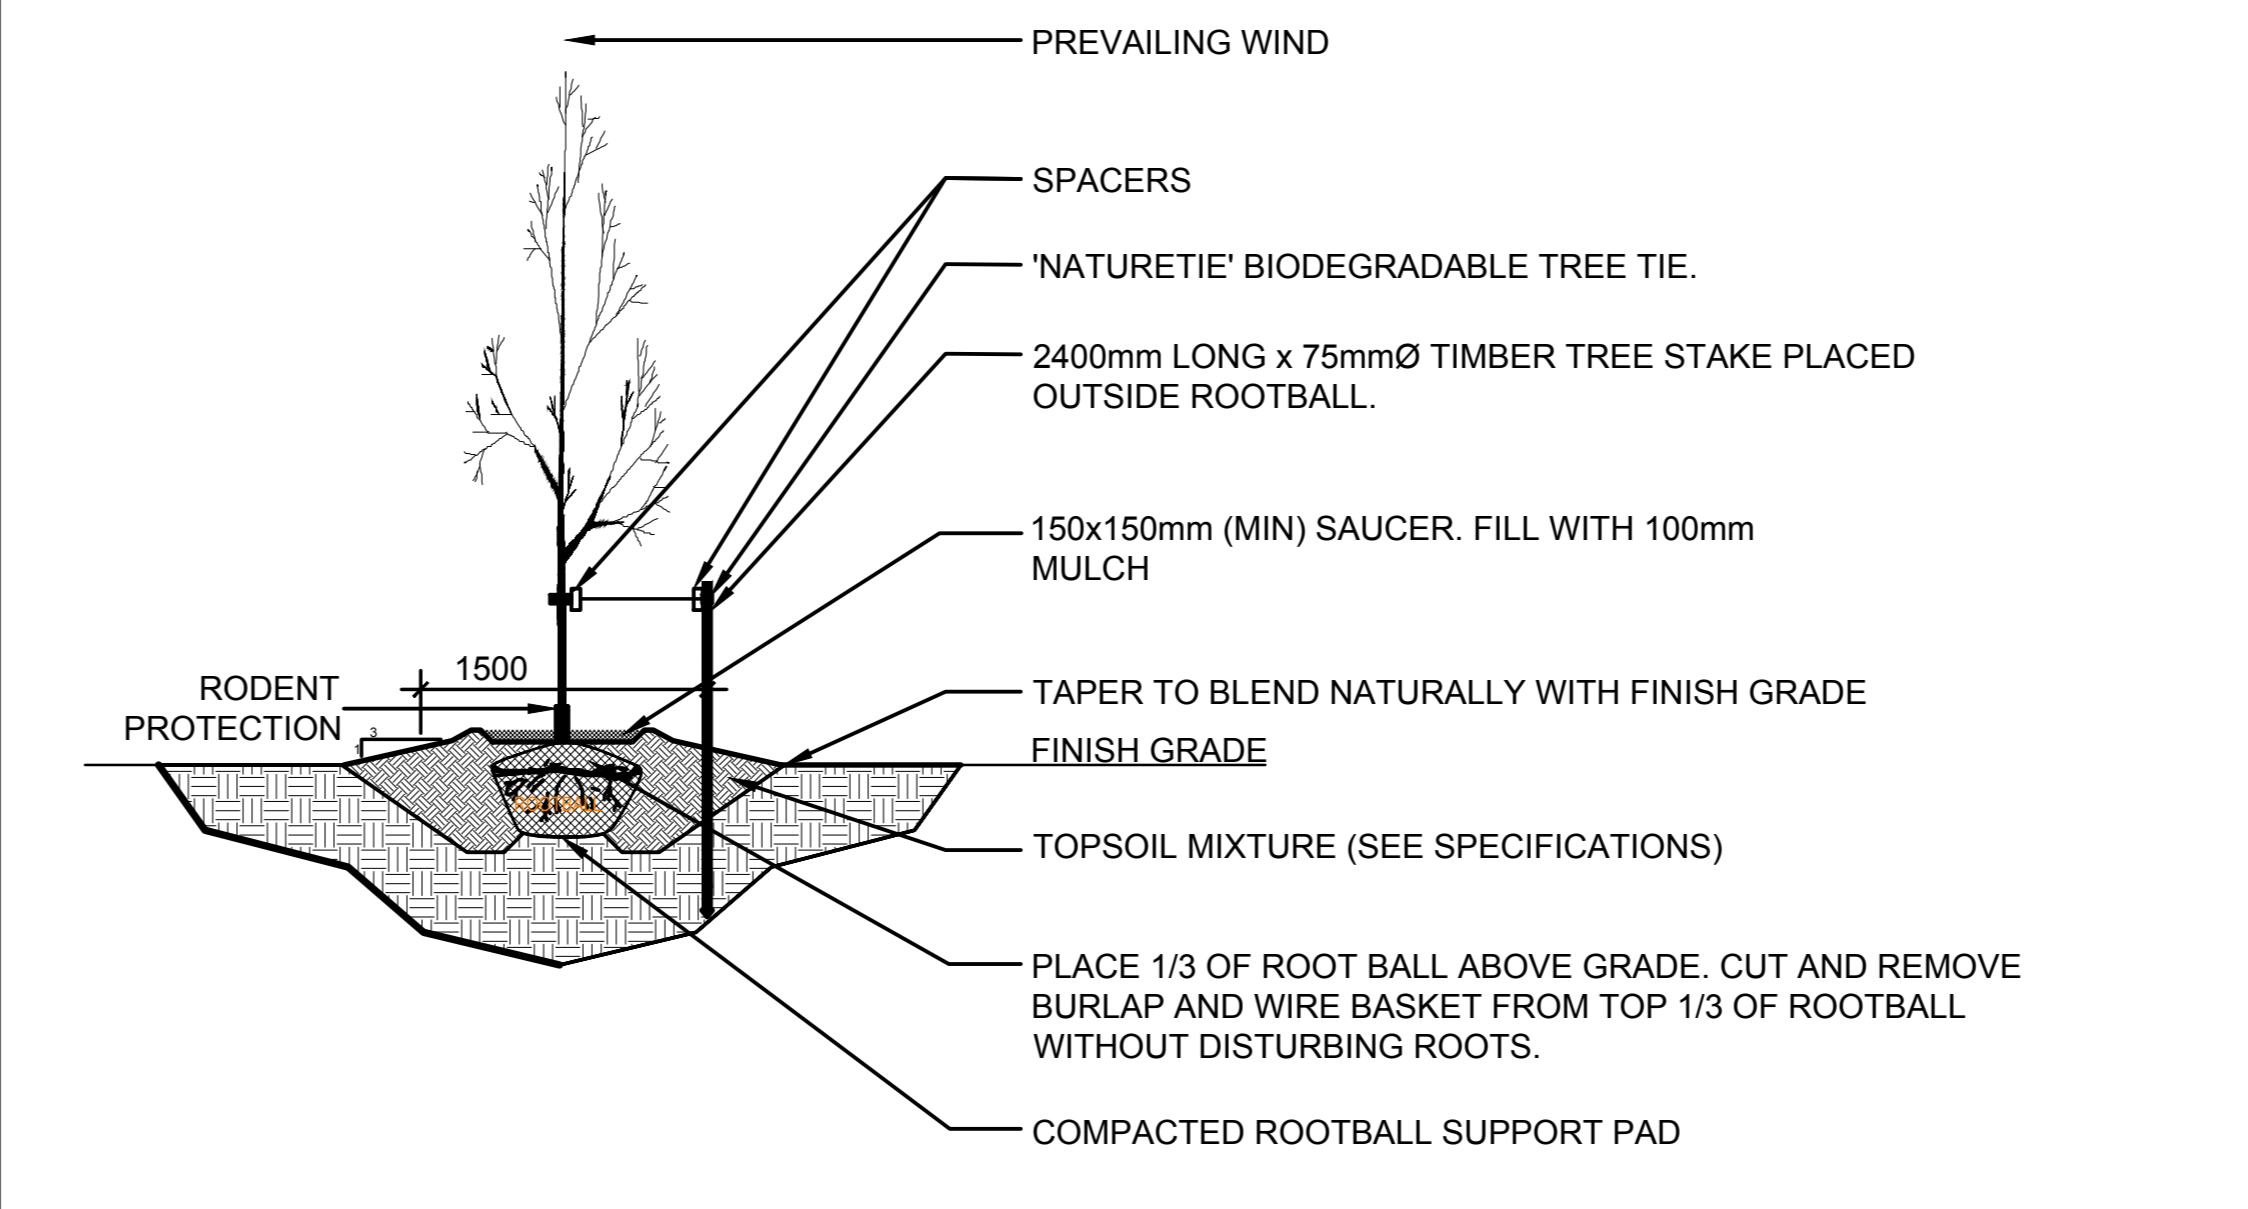 PREVAILING WIND
SPACERS
'NATURETIE' BIODEGRADABLE TREE TIE.
2400mm LONG x 75mmØ TIMBER TREE STAKE PLACED
OUTSIDE ROOTBALL.
150x150mm (MIN) SAUCER. FILL WITH 100mm
MULCH
1500
RODENT
PROTECTION
3
1
TAPER TO BLEND NATURALLY WITH FINISH GRADE
FINISH GRADE
ROOTBALL
TOPSOIL MIXTURE (SEE SPECIFICATIONS)
PLACE 1/3 OF ROOT BALL ABOVE GRADE. CUT AND REMOVE
BURLAP AND WIRE BASKET FROM TOP 1/3 OF ROOTBALL
WITHOUT DISTURBING ROOTS.
COMPACTED ROOTBALL SUPPORT PAD